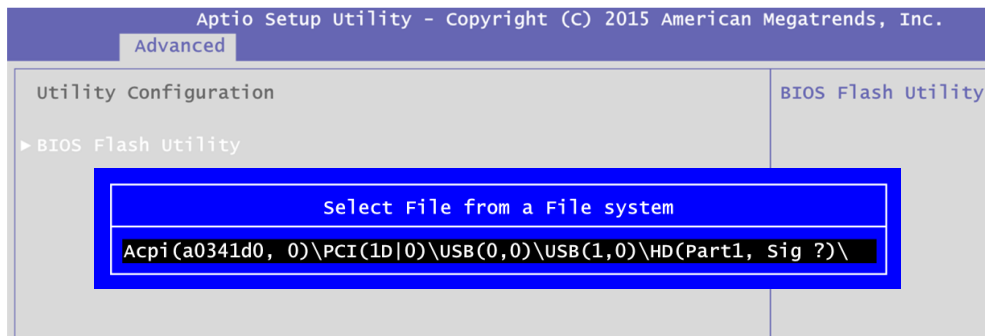 Aptio Setup Utility - Copyright (C) 2015 American Megatrends, Inc.
Advanced
Utility Configuration
BIOS Flash Utility
►BIOS Flash Utility
Select File from a File system
Acpi(a0341d0, 0)\PCI(1D|0)\USB(0,0)\USB(1,0)\HD(Part1, Sig ?)\